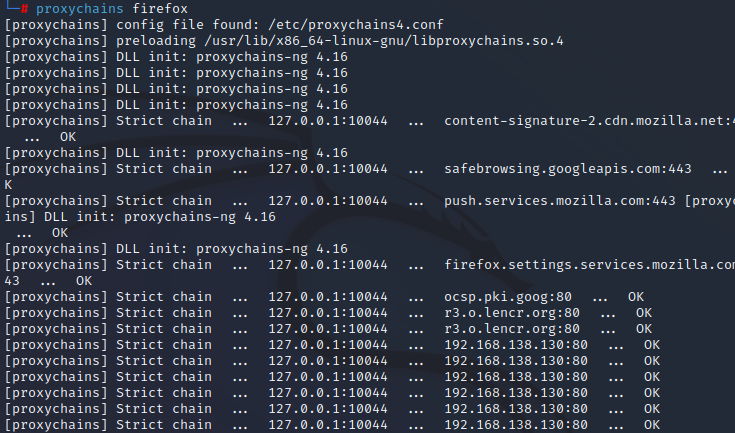 └─# proxychains firefox
[proxychains] config file found: /etc/proxychains4.conf
[proxychains] preloading /usr/lib/x86_64-linux-gnu/libproxychains.so.4
[proxychains] DLL init: proxychains-ng 4.16
[proxychains] DLL init: proxychains-ng 4.16
[proxychains] DLL init: proxychains-ng 4.16
[proxychains] DLL init: proxychains-ng 4.16
[proxychains] Strict chain  ...  127.0.0.1:10044  ...  content-signature-2.cdn.mozilla.net:4
  ...  OK
[proxychains] DLL init: proxychains-ng 4.16
[proxychains] Strict chain  ...  127.0.0.1:10044  ...  safebrowsing.googleapis.com:443  ...
K
[proxychains] Strict chain  ...  127.0.0.1:10044  ...  push.services.mozilla.com:443 [proxyc
ins] DLL init: proxychains-ng 4.16
 ...  OK
[proxychains] DLL init: proxychains-ng 4.16
[proxychains] Strict chain  ...  127.0.0.1:10044  ...  firefox.settings.services.mozilla.com
43  ...  OK
[proxychains] Strict chain  ...  127.0.0.1:10044  ...  ocsp.pki.goog:80  ...  OK
[proxychains] Strict chain  ...  127.0.0.1:10044  ...  r3.o.lencr.org:80  ...  OK
[proxychains] Strict chain  ...  127.0.0.1:10044  ...  r3.o.lencr.org:80  ...  OK
[proxychains] Strict chain  ...  127.0.0.1:10044  ...  192.168.138.130:80  ...  OK
[proxychains] Strict chain  ...  127.0.0.1:10044  ...  192.168.138.130:80  ...  OK
[proxychains] Strict chain  ...  127.0.0.1:10044  ...  192.168.138.130:80  ...  OK
[proxychains] Strict chain  ...  127.0.0.1:10044  ...  192.168.138.130:80  ...  OK
[proxychains] Strict chain  ...  127.0.0.1:10044  ...  192.168.138.130:80  ...  OK
[proxychains] Strict chain  ...  127.0.0.1:10044  ...  192.168.138.130:80  ...  OK